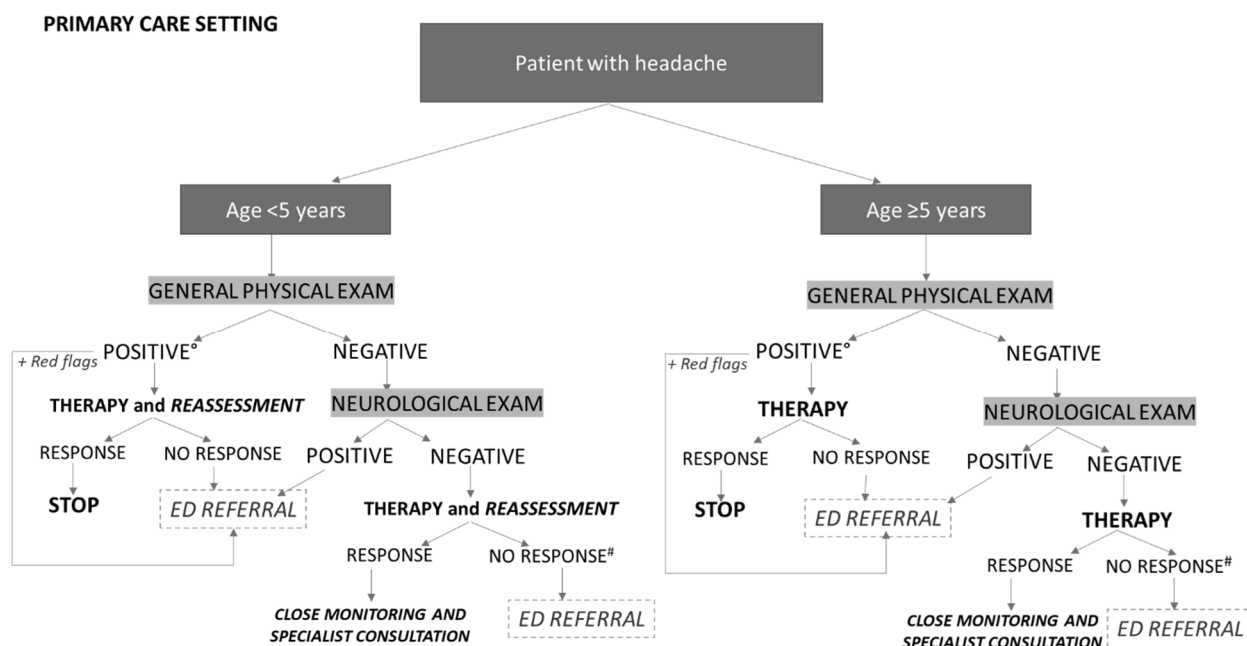 PRIMARY CARE SETTING
Patient with headache
Age <5 years
Age ≥5 years
GENERAL PHYSICAL EXAM
GENERAL PHYSICAL EXAM
+ Red flags
POSITIVE°
NEGATIVE
+ Red flags
POSITIVE°
NEGATIVE
THERAPY and REASSESSMENT
NEUROLOGICAL EXAM
THERAPY
NEUROLOGICAL EXAM
RESPONSE
NO RESPONSE
POSITIVE
NEGATIVE
RESPONSE
NO RESPONSE
POSITIVE
NEGATIVE
STOP
ED REFERRAL
THERAPY and REASSESSMENT
STOP
ED REFERRAL
THERAPY
RESPONSE
NO RESPONSE#
RESPONSE
NO RESPONSE#
CLOSE MONITORING AND
SPECIALIST CONSULTATION
ED REFERRAL
CLOSE MONITORING AND
SPECIALIST CONSULTATION
ED REFERRAL